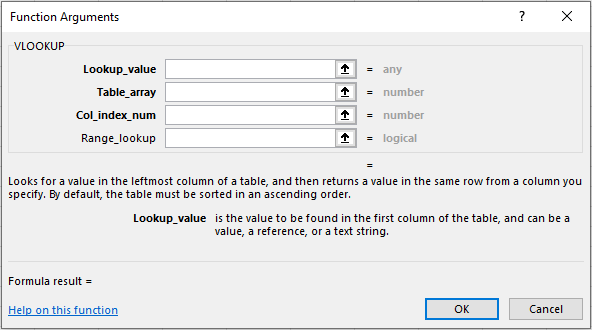 Function Arguments ? ×
VLOOKUP
Lookup_value = any
Table_array = number
Col_index_num = number
Range_lookup = logical
=
Looks for a value in the leftmost column of a table, and then returns a value in the same row from a column you
specify. By default, the table must be sorted in an ascending order.
Lookup_value is the value to be found in the first column of the table, and can be a
value, a reference, or a text string.
Formula result =
Help on this function OK Cancel